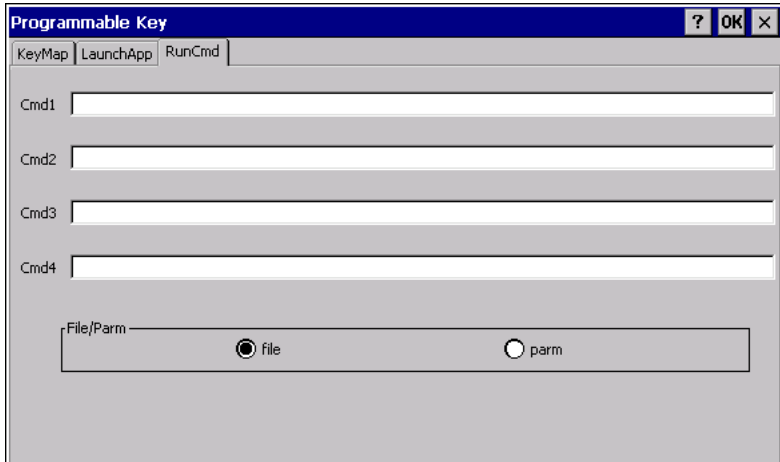 Programmable Key ? OK ×
KeyMap LaunchApp RunCmd
Cmd1
Cmd2
Cmd3
Cmd4
File/Parm
file parm